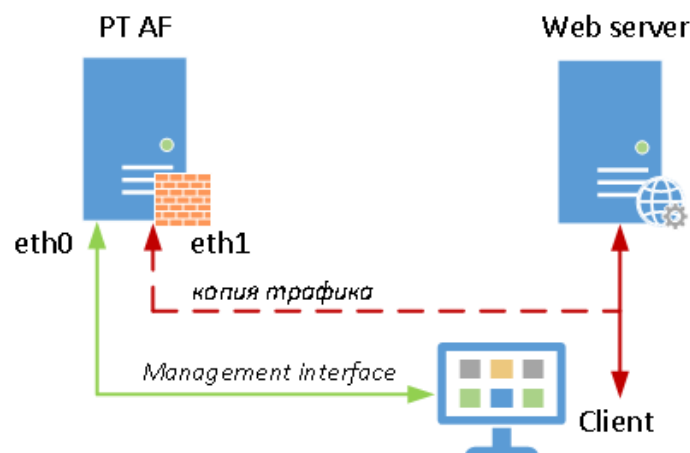 PT AF
Web server
eth0
eth1
копия трафика
Management interface
Client